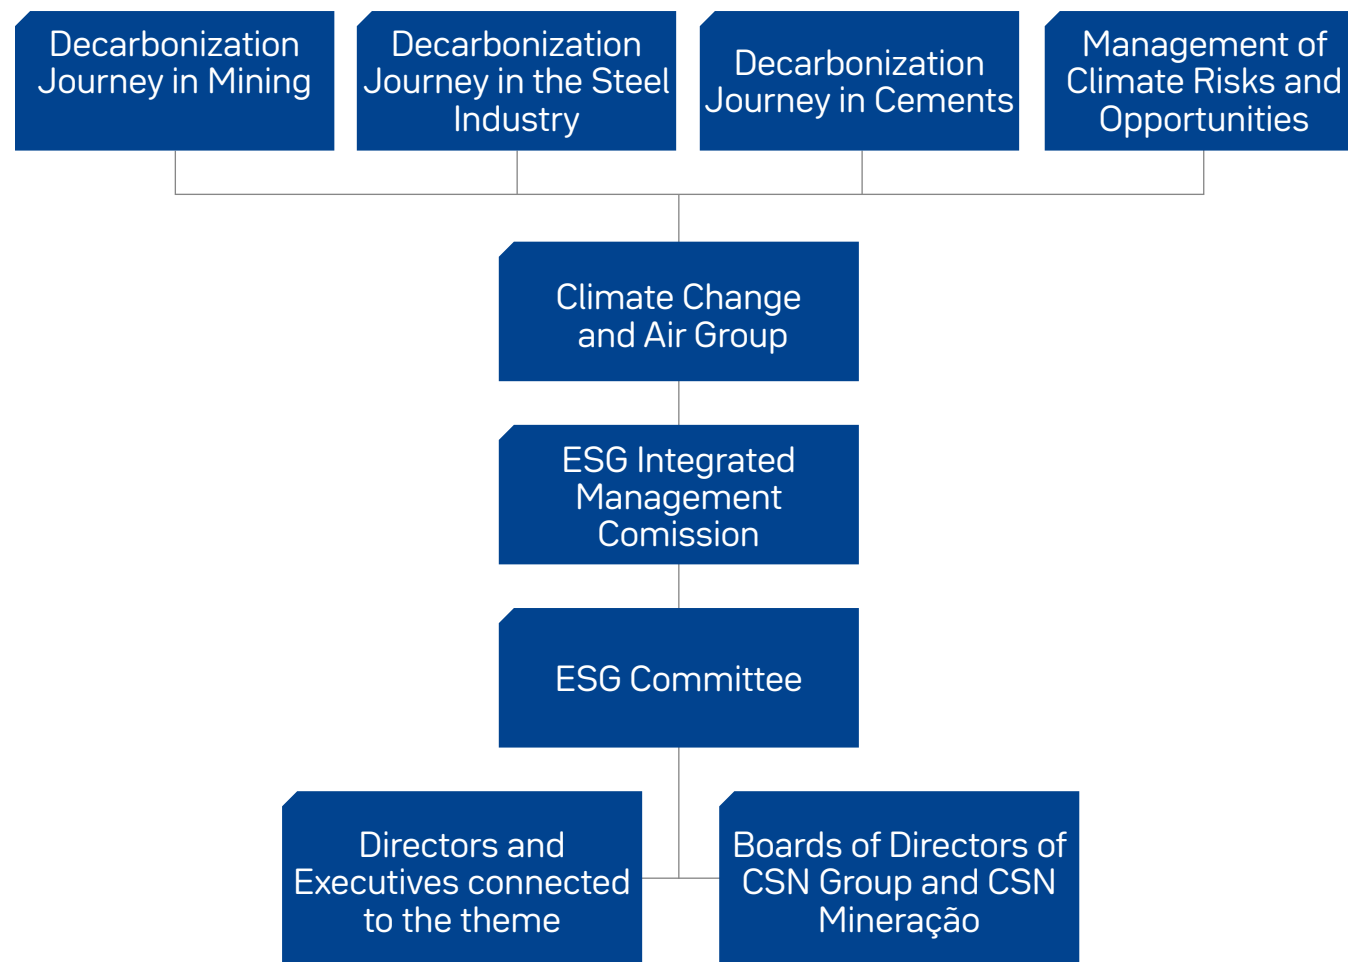 Decarbonization
Journey in Mining
Decarbonization
Journey in the Steel
Industry
Decarbonization
Journey in Cements
Management of
Climate Risks and
Opportunities
Climate Change
and Air Group
ESG Integrated
Management
Comission
ESG Committee
Directors and
Executives connected
to the theme
Boards of Directors of
CSN Group and CSN
Mineração